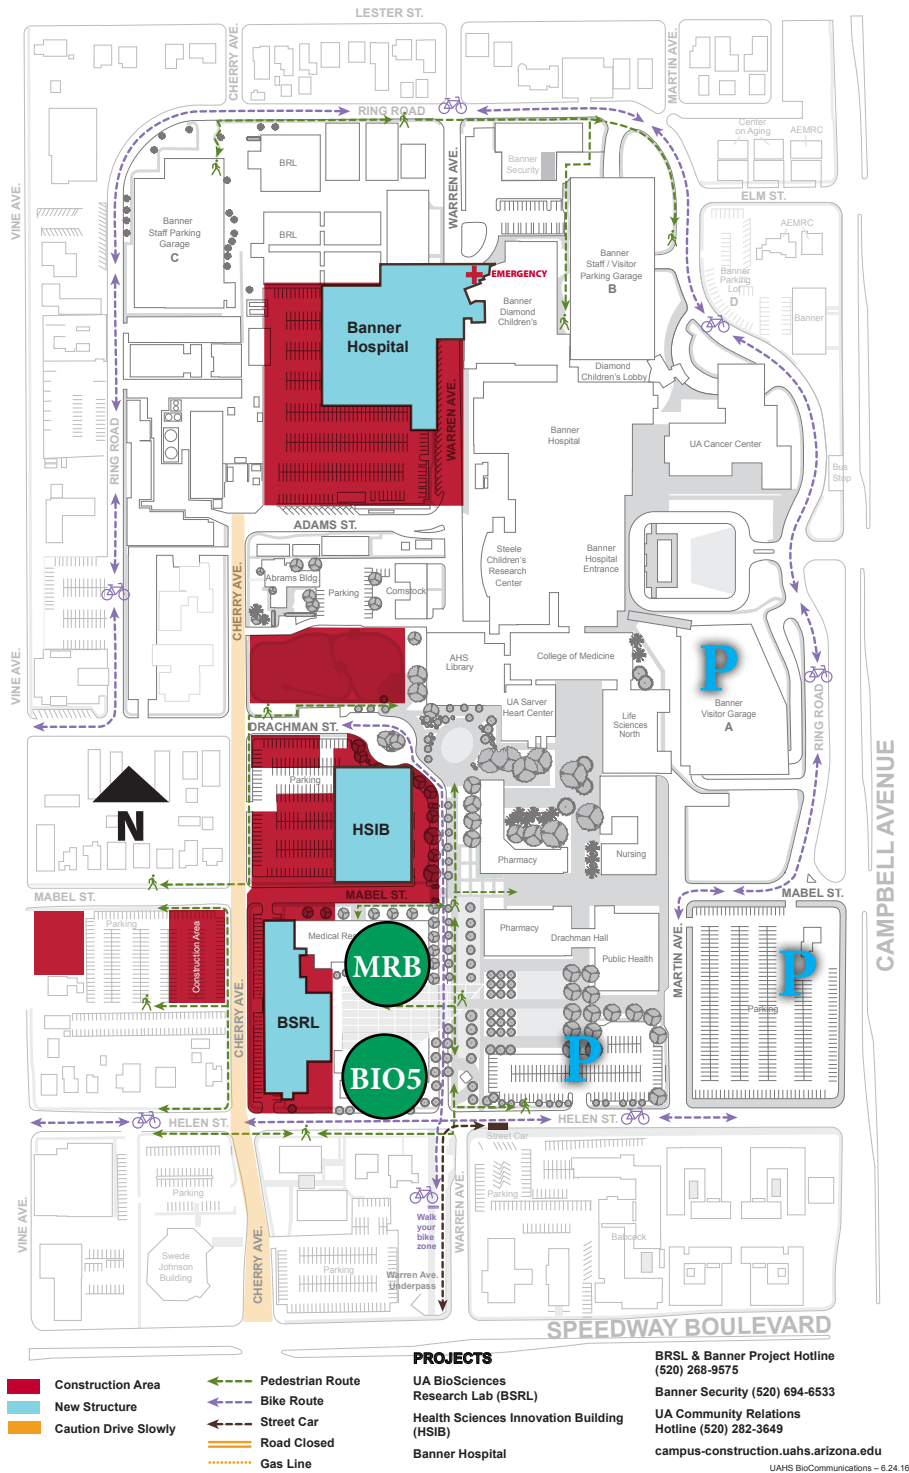 LESTER ST.
CHERRY AVE.
MARTIN AVE.
RING ROAD
VINE AVE.
BRL
WARREN AVE.
Banner
Security
Center
on Aging
AEMRC
ELM ST.
Banner
Staff Parking
Garage
C
BRL
Banner
Staff / Visitor
Parking Garage
B
AEMRC
EMERGENCY
Banner
Parking
Lot
D
Banner
Diamond
Children's
Banner
Banner
Hospital
Diamond
Children's Lobby
WARREN AVE.
RING ROAD
Banner
Hospital
UA Cancer Center
Bus
Stop
ADAMS ST.
CHERRY AVE.
Abrams Bldg.
Parking
Comstock
Steele
Children's
Research
Center
Banner
Hospital
Entrance
VINE AVE.
AHS
Library
College of Medicine
P
Banner
Visitor Garage
A
RING ROAD
UA Sarver
Heart Center
Life
Sciences
North
DRACHMAN ST.
Parking
N
HSIB
Pharmacy
Nursing
CAMPBELL AVENUE
MABEL ST.
MABEL ST.
MABEL ST.
Parking
Construction Area
Medical Res
MRB
Pharmacy
Drachman Hall
Public Health
MARTIN AVE.
P
Parking
CHERRY AVE.
BSRL
BIO5
P
HELEN ST.
HELEN ST.
Street Car
Parking
VINE AVE.
Swede
Johnson
Building
CHERRY AVE.
Parking
Walk
your
bike
zone
WARREN AVE.
Parking
Babcock
Warren Ave.
Underpass
SPEEDWAY BOULEVARD
Construction Area
New Structure
Caution Drive Slowly
Pedestrian Route
Bike Route
Street Car
Road Closed
Gas Line
PROJECTS
UA BioSciences
Research Lab (BSRL)
Health Sciences Innovation Building
(HSIB)
Banner Hospital
BRSL & Banner Project Hotline
(520) 268-9575
Banner Security (520) 694-6533
UA Community Relations
Hotline (520) 282-3649
campus-construction.uahs.arizona.edu
UAHS BioCommunications – 6.24.16